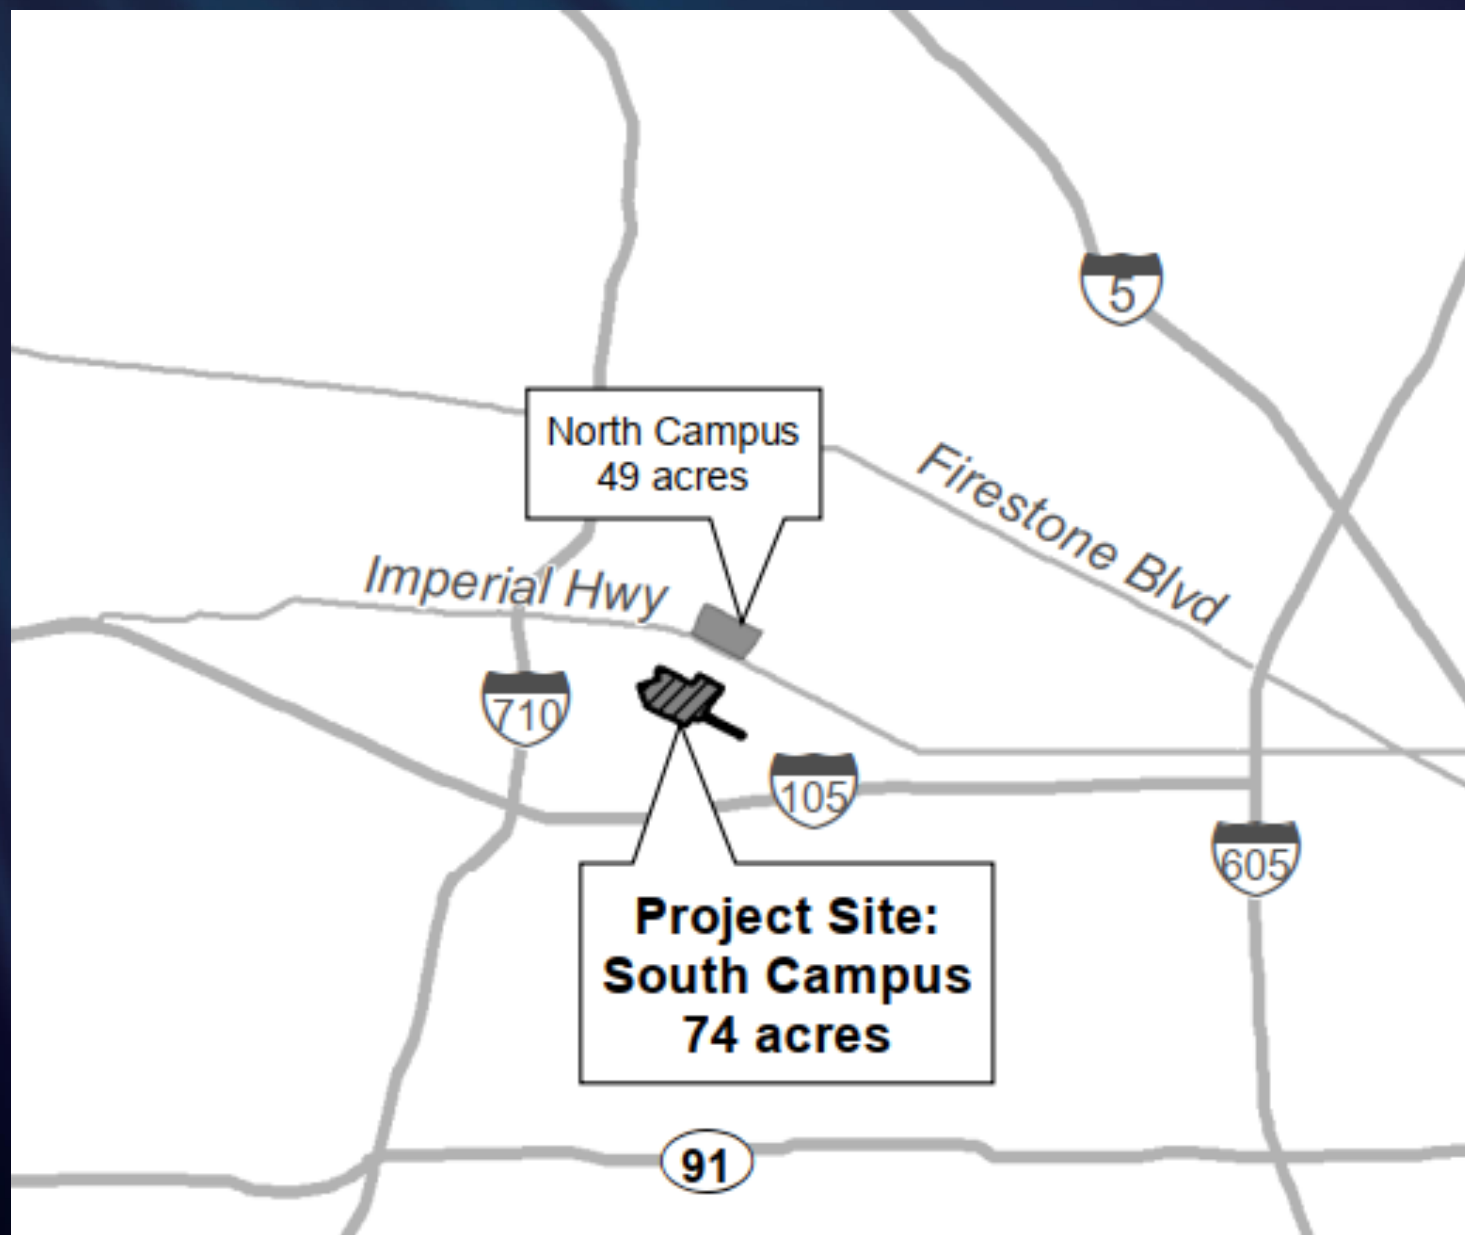 5
North Campus
49 acres
Firestone Blvd
Imperial Hwy
710
105
605
Project Site:
South Campus
74 acres
91